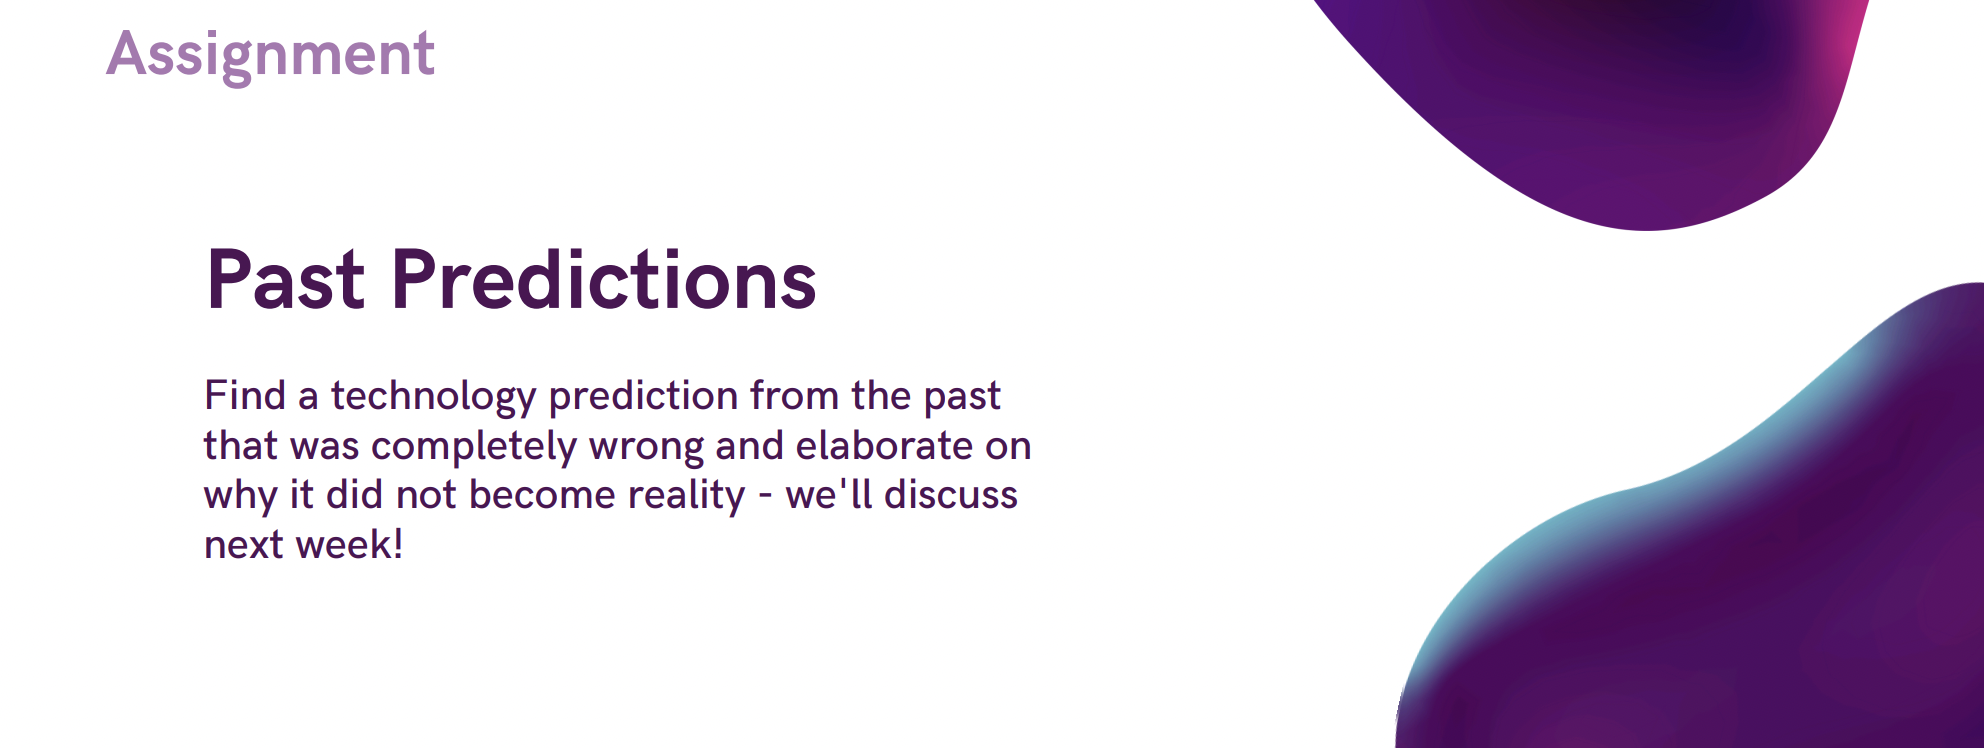 Assignment
Past Predictions
Find a technology prediction from the past
that was completely wrong and elaborate on
why it did not become reality - we'll discuss
next week!